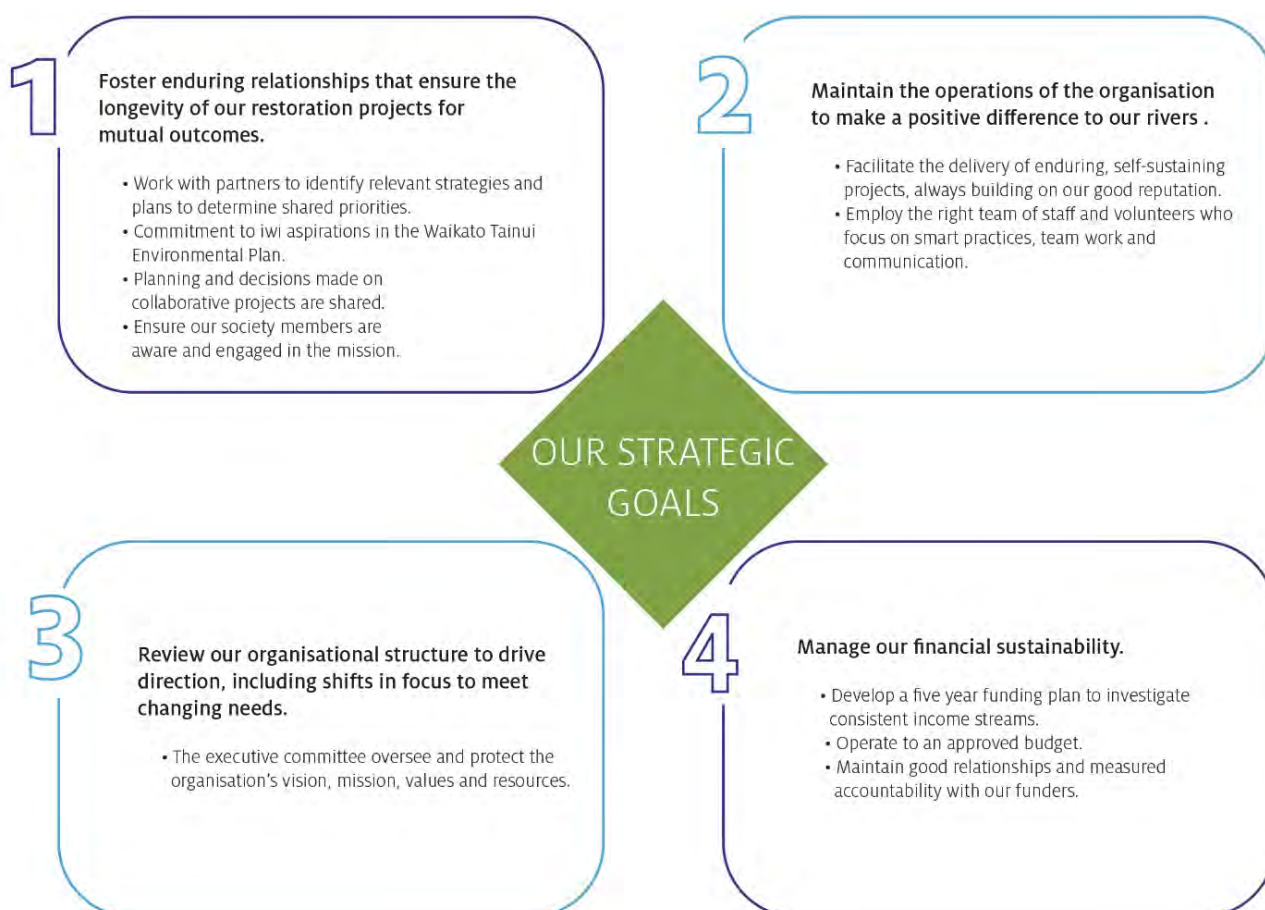 1
Foster enduring relationships that ensure the
longevity of our restoration projects for
mutual outcomes.
• Work with partners to identify relevant strategies and
plans to determine shared priorities.
• Commitment to iwi aspirations in the Waikato Tainui
Environmental Plan.
• Planning and decisions made on
collaborative projects are shared.
• Ensure our society members are
aware and engaged in the mission.
2
Maintain the operations of the organisation
to make a positive difference to our rivers .
• Facilitate the delivery of enduring, self-sustaining
projects, always building on our good reputation.
• Employ the right team of staff and volunteers who
focus on smart practices, team work and
communication.
OUR STRATEGIC
GOALS
3
Review our organisational structure to drive
direction, including shifts in focus to meet
changing needs.
• The executive committee oversee and protect the
organisation's vision, mission, values and resources.
4
Manage our financial sustainability.
• Develop a five year funding plan to investigate
consistent income streams.
• Operate to an approved budget.
• Maintain good relationships and measured
accountability with our funders.